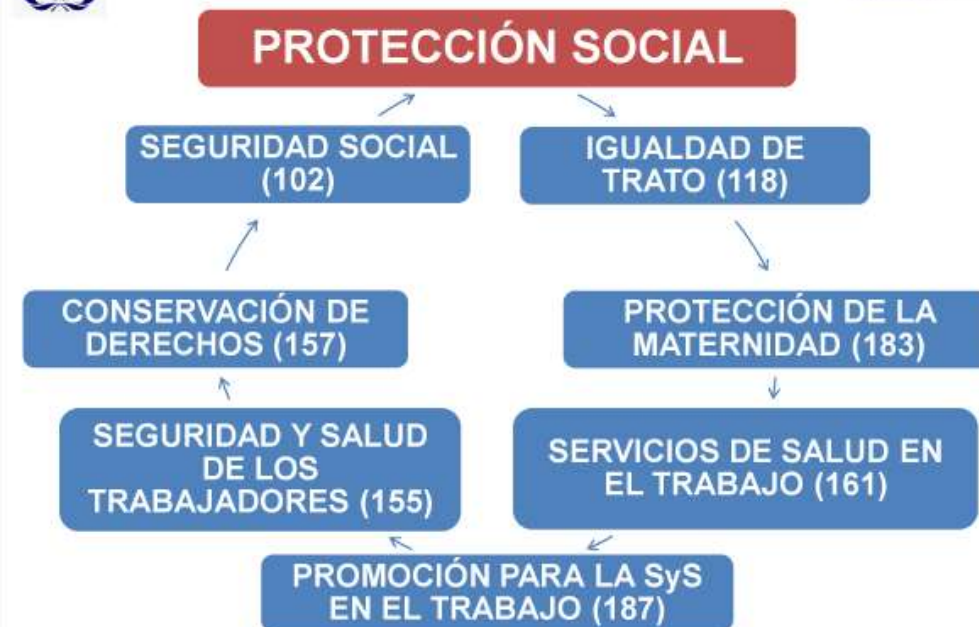 PROTECCIÓN SOCIAL
SEGURIDAD SOCIAL
(102)
IGUALDAD DE
TRATO (118)
CONSERVACIÓN DE
DERECHOS (157)
PROTECCIÓN DE LA
MATERNIDAD (183)
SEGURIDAD Y SALUD
DE LOS
TRABAJADORES (155)
SERVICIOS DE SALUD EN
EL TRABAJO (161)
PROMOCIÓN PARA LA SyS
EN EL TRABAJO (187)